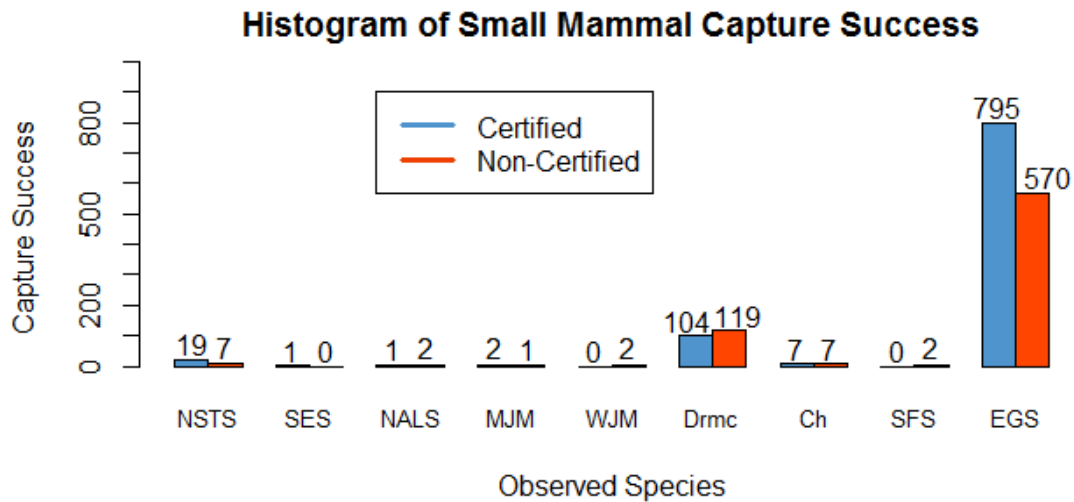 Histogram of Small Mammal Capture Success
Capture Success
800
500
200
0
Certified
Non-Certified
795
570
104 119
19 7 1 0 1 2 2 1 0 2 7 7 0 2
NSTS SES NALS MJM WJM Drmc Ch SFS EGS
Observed Species